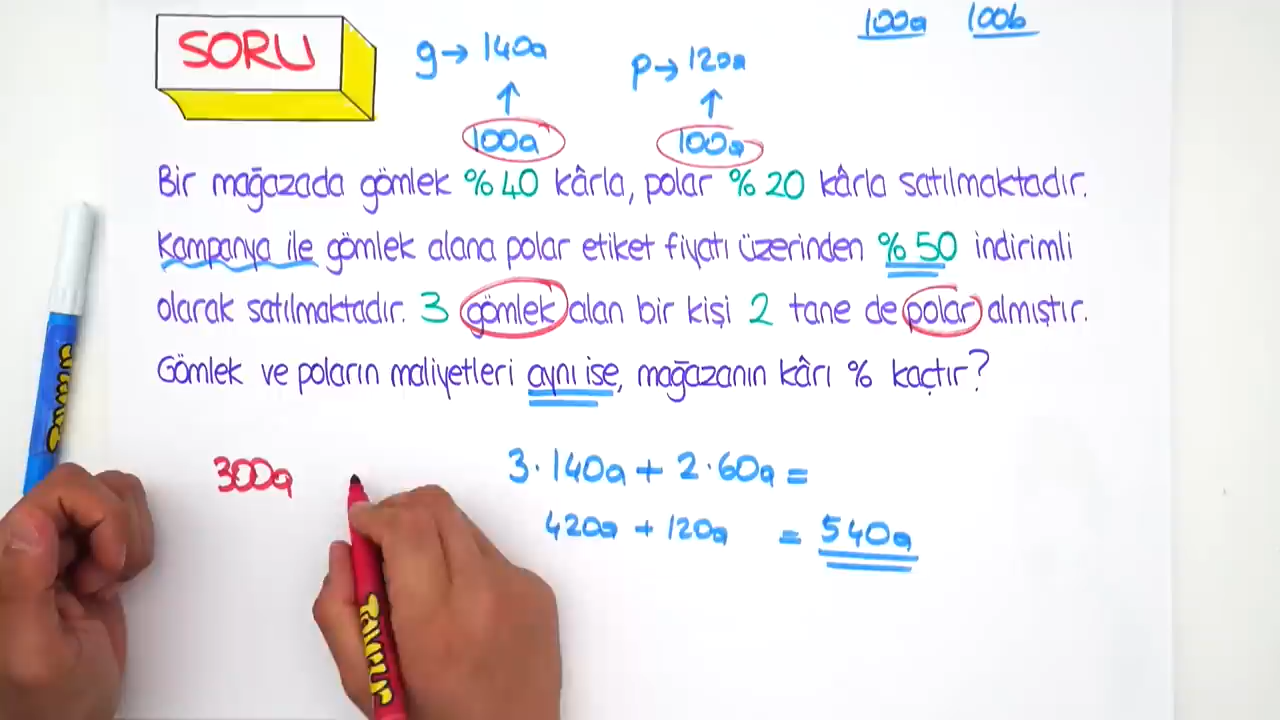 SORU
g→ 140a
p→ 120a
100a 100b
↑ ↑
100a 100a
Bir mağazada gömlek %40 kârla, polar %20 kârla satılmaktadır.
Kampanya ile gömlek alana polar etiket fiyatı üzerinden %50 indirimli
olarak satılmaktadır. 3 gömlek alan bir kişi 2 tane de polar almıştır.
Gömlek ve poların maliyetleri aynı ise, mağazanın kârı % kaçtır?
300a
3·140a + 2·60a =
420a + 120a = 540a